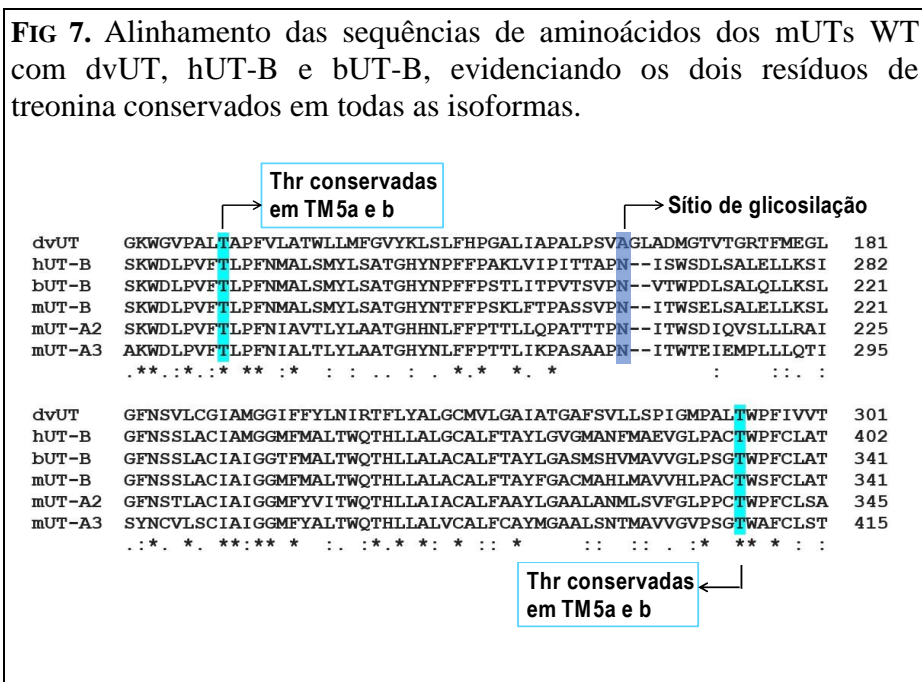 FIG 7. Alinhamento das sequências de aminoácidos dos mUTs WT
com dvUT, hUT-B e bUT-B, evidenciando os dois resíduos de
treonina conservados em todas as isoformas.
Thr conservadas
em TM5a e b
Sítio de glicosilação
dvUT GKWGVPALTAPFVLATWLLMFGVYKLSLFHPGALIAPALPSVAGLADMGTVTGRTFMEGL 181
hUT-B SKWDLPVFTLPFNMALSMYLSATGHYNPFFPAKLVIPITTAPN--ISWSDLSALELLKSI 282
bUT-B SKWDLPVFTLPFNMALSMYLSATGHYNPFFPSTLITPVTSVPN--VTWPDLSALQLLKSL 221
mUT-B SKWDLPVFTLPFNMALSMYLSATGHYNTFFPSKLFTPASSVPN--ITWSELSALELLKSL 221
mUT-A2 SKWDLPVFTLPFNIAVTLYLAATGHHNLFFPTTLLQPATTTPN--ITWSDIQVSLLLRAI 225
mUT-A3 AKWDLPVFTLPFNIALTLYLAATGHYNLFFPTTLIKPASAAPN--ITWTEIEMPLLLQTI 295
.**.:*.:* ** :* : : .. : . *.* *. * : ::. :
dvUT GFNSVLCGIAMGGIFFYLNIRTFLYALGCMVLGAIATGAFSVLLSPIGMPALTWPFIVVT 301
hUT-B GFNSSLACIAMGGMFMALTWQTHLLALGCALFTAYLGVGMANFMAEVGLPACTWPFCLAT 402
bUT-B GFNSSLACIAIGGTFMALTWQTHLLALACALFTAYLGASMSHVMAVVGLPSGTWPFCLAT 341
mUT-B GFNSSLACIAIGGMFMALTWQTHLLALACALFTAYFGACMAHLMAVVHLPACTWSFCLAT 341
mUT-A2 GFNSTLACIAIGGMFYVITWQTHLLAIACALFAAYLGAALANMLSVFGLPPCTWPFCLSA 345
mUT-A3 SYNCVLSCIAIGGMFYALTWQTHLLALVCALFCAYMGAALSNTMAVVGVPSGTWAFCLST 415
.:*. *. **:** * :. :*.* *: * :: * :: :: . :* ** * : :
Thr conservadas
em TM5a e b